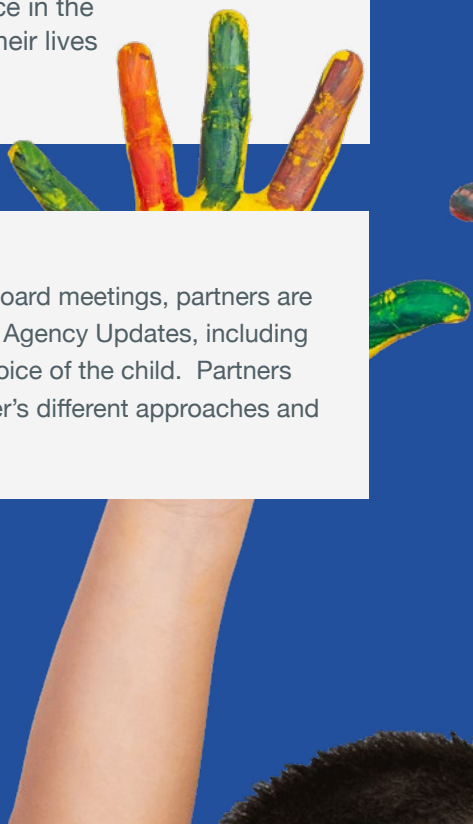 ce in the
heir lives
oard meetings, partners are
Agency Updates, including
oice of the child.  Partners
er’s different approaches and